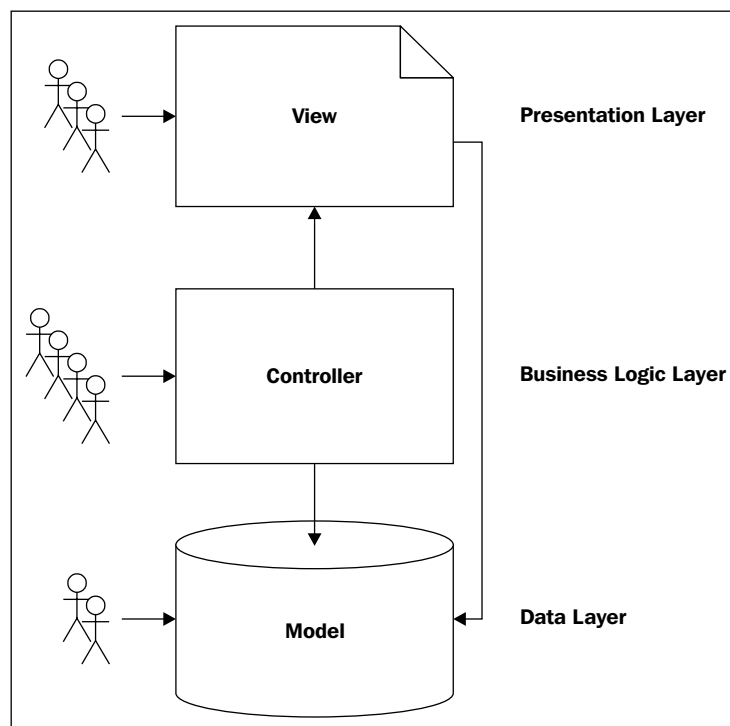 View
Presentation Layer
Controller
Business Logic Layer
Model
Data Layer